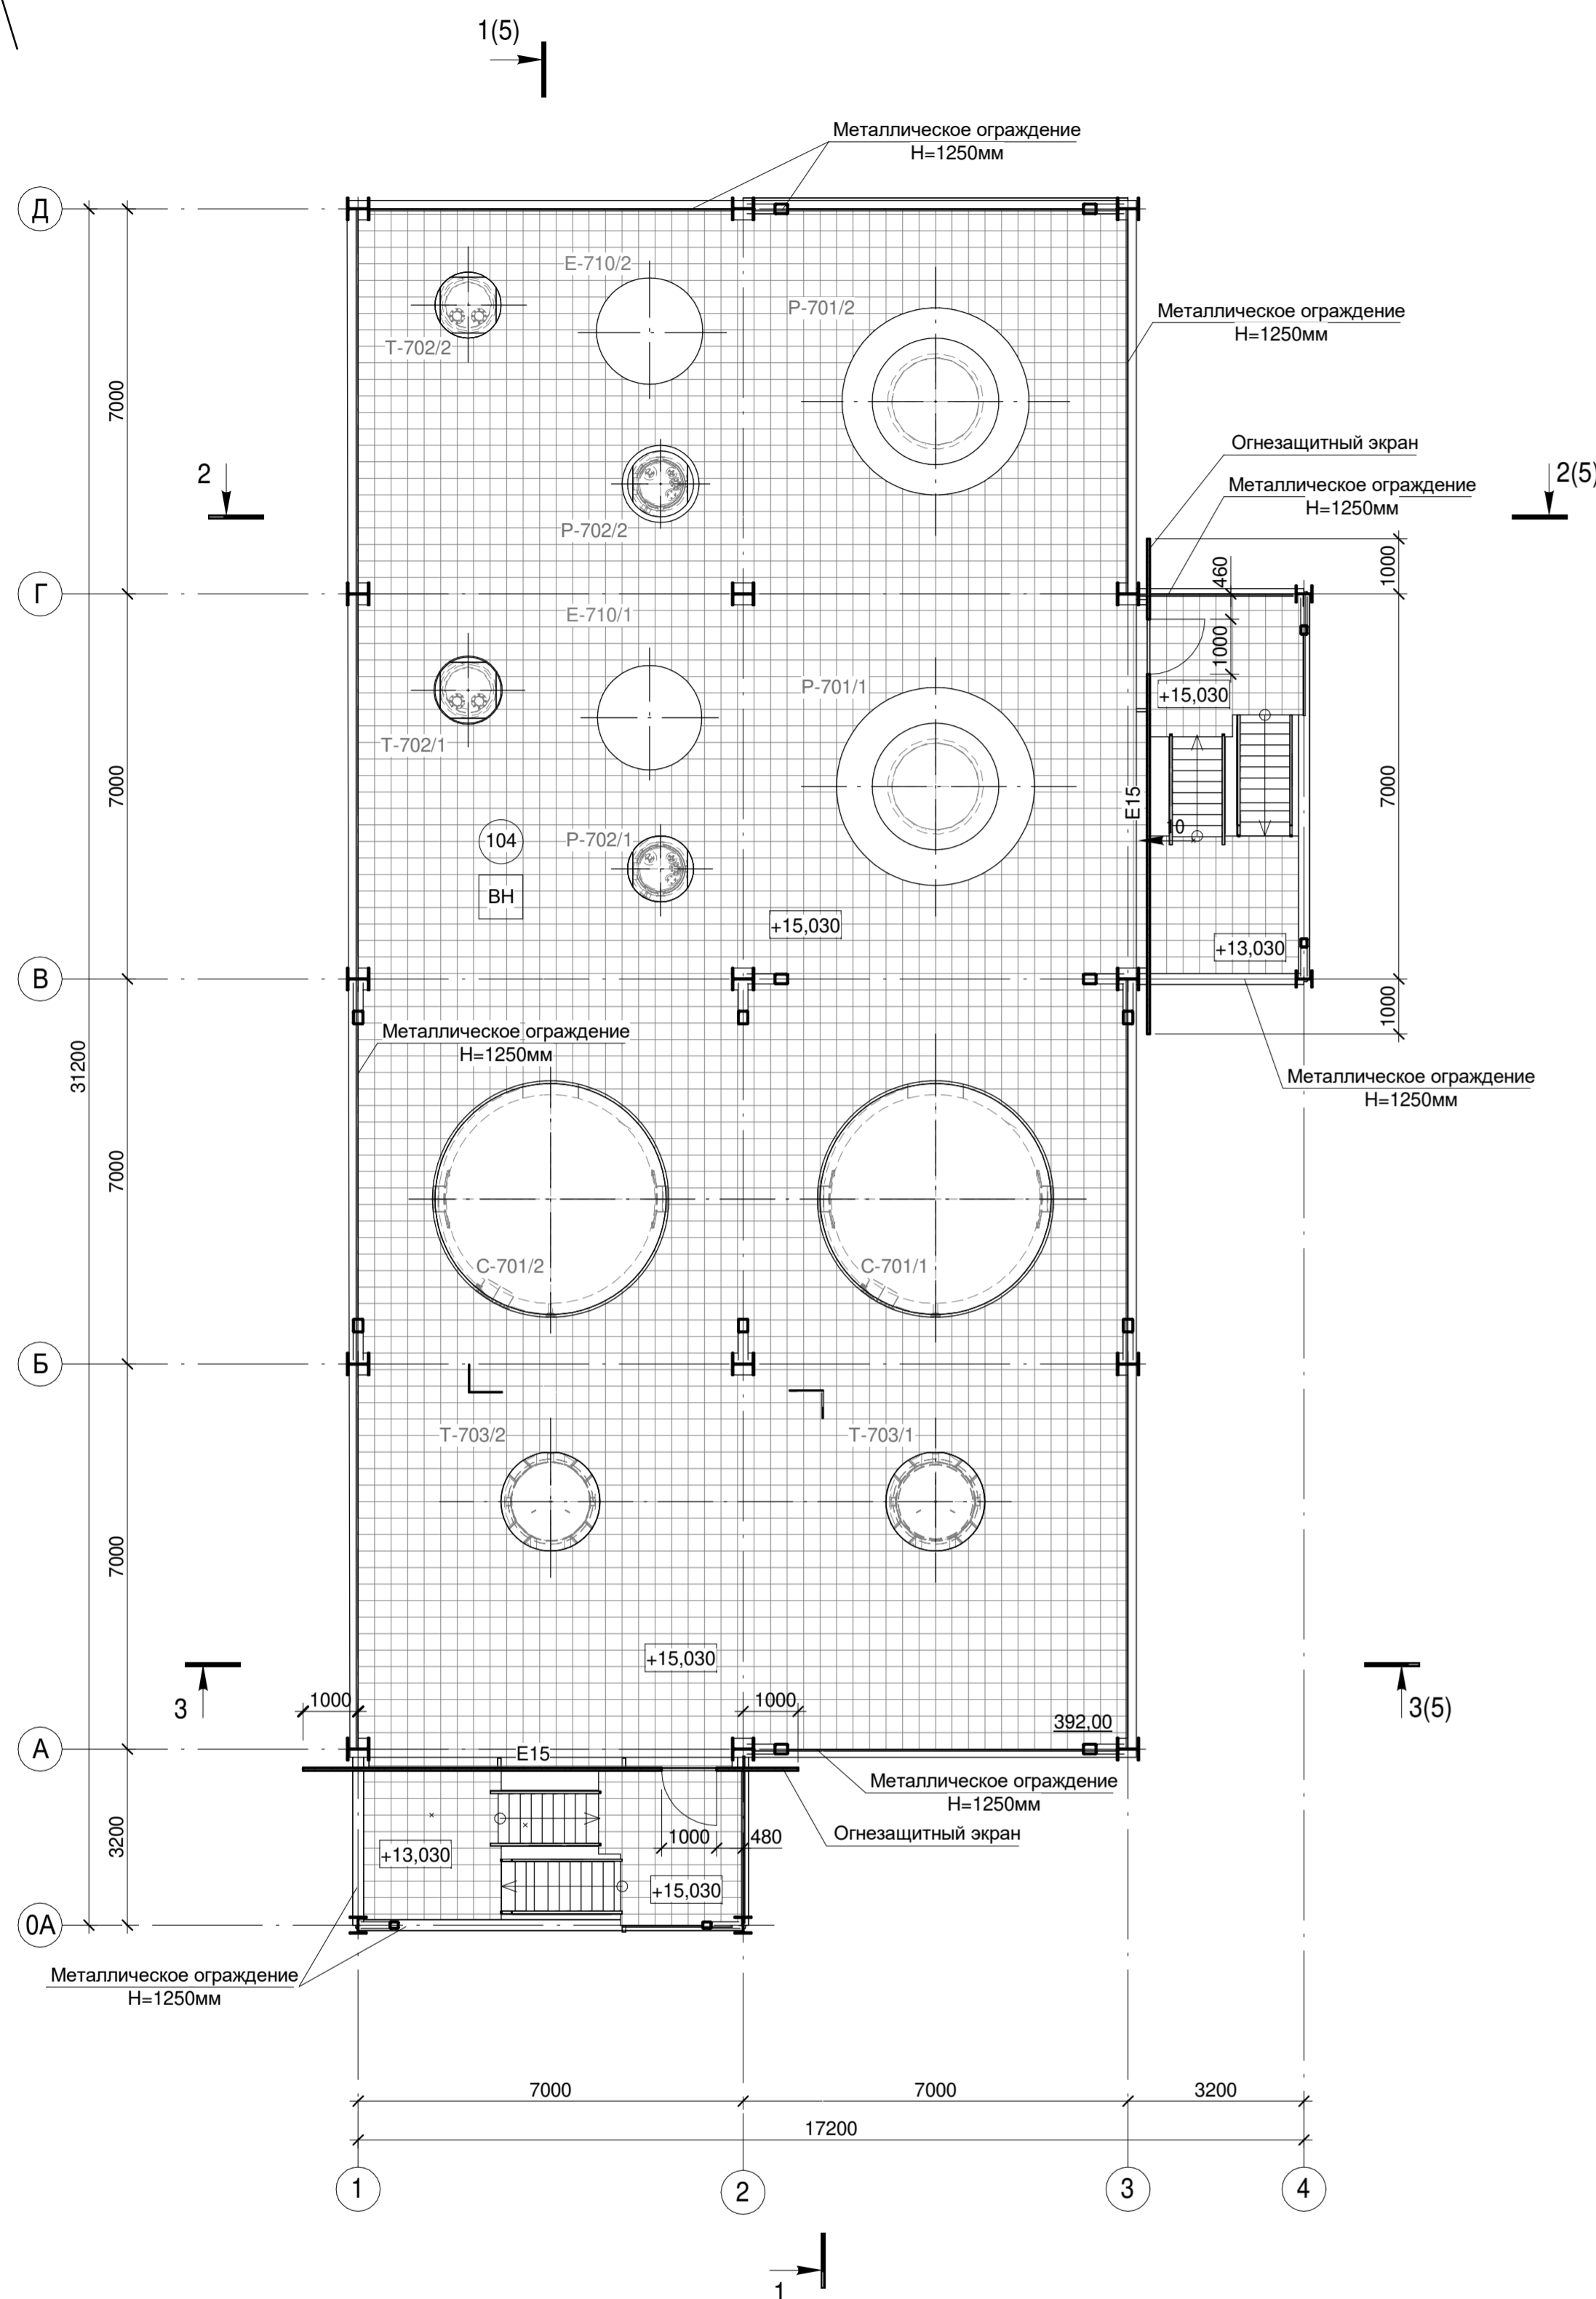 1(5)
Металлическое ограждение
Н=1250мм
Д
Е-710/2
Р-701/2
Т-702/2
Металлическое ограждение
Н=1250мм
7000
Огнезащитный экран
2
Металлическое ограждение
Н=1250мм
2(5)
Р-702/2
460
1000
Г
Е-710/1
1000
Р-701/1
+15,030
Т-702/1
7000
7000
Е15
10
104
Р-702/1
ВН
+15,030
+13,030
В
1000
Металлическое ограждение
Н=1250мм
31200
Металлическое ограждение
Н=1250мм
7000
С-701/2
С-701/1
Б
Т-703/2
Т-703/1
7000
+15,030
1000
1000
3
3(5)
392,00
А
Е15
Металлическое ограждение
Н=1250мм
3200
1000
480
Огнезащитный экран
+13,030
+15,030
0А
Металлическое ограждение
Н=1250мм
7000
7000
3200
17200
1
2
3
4
1